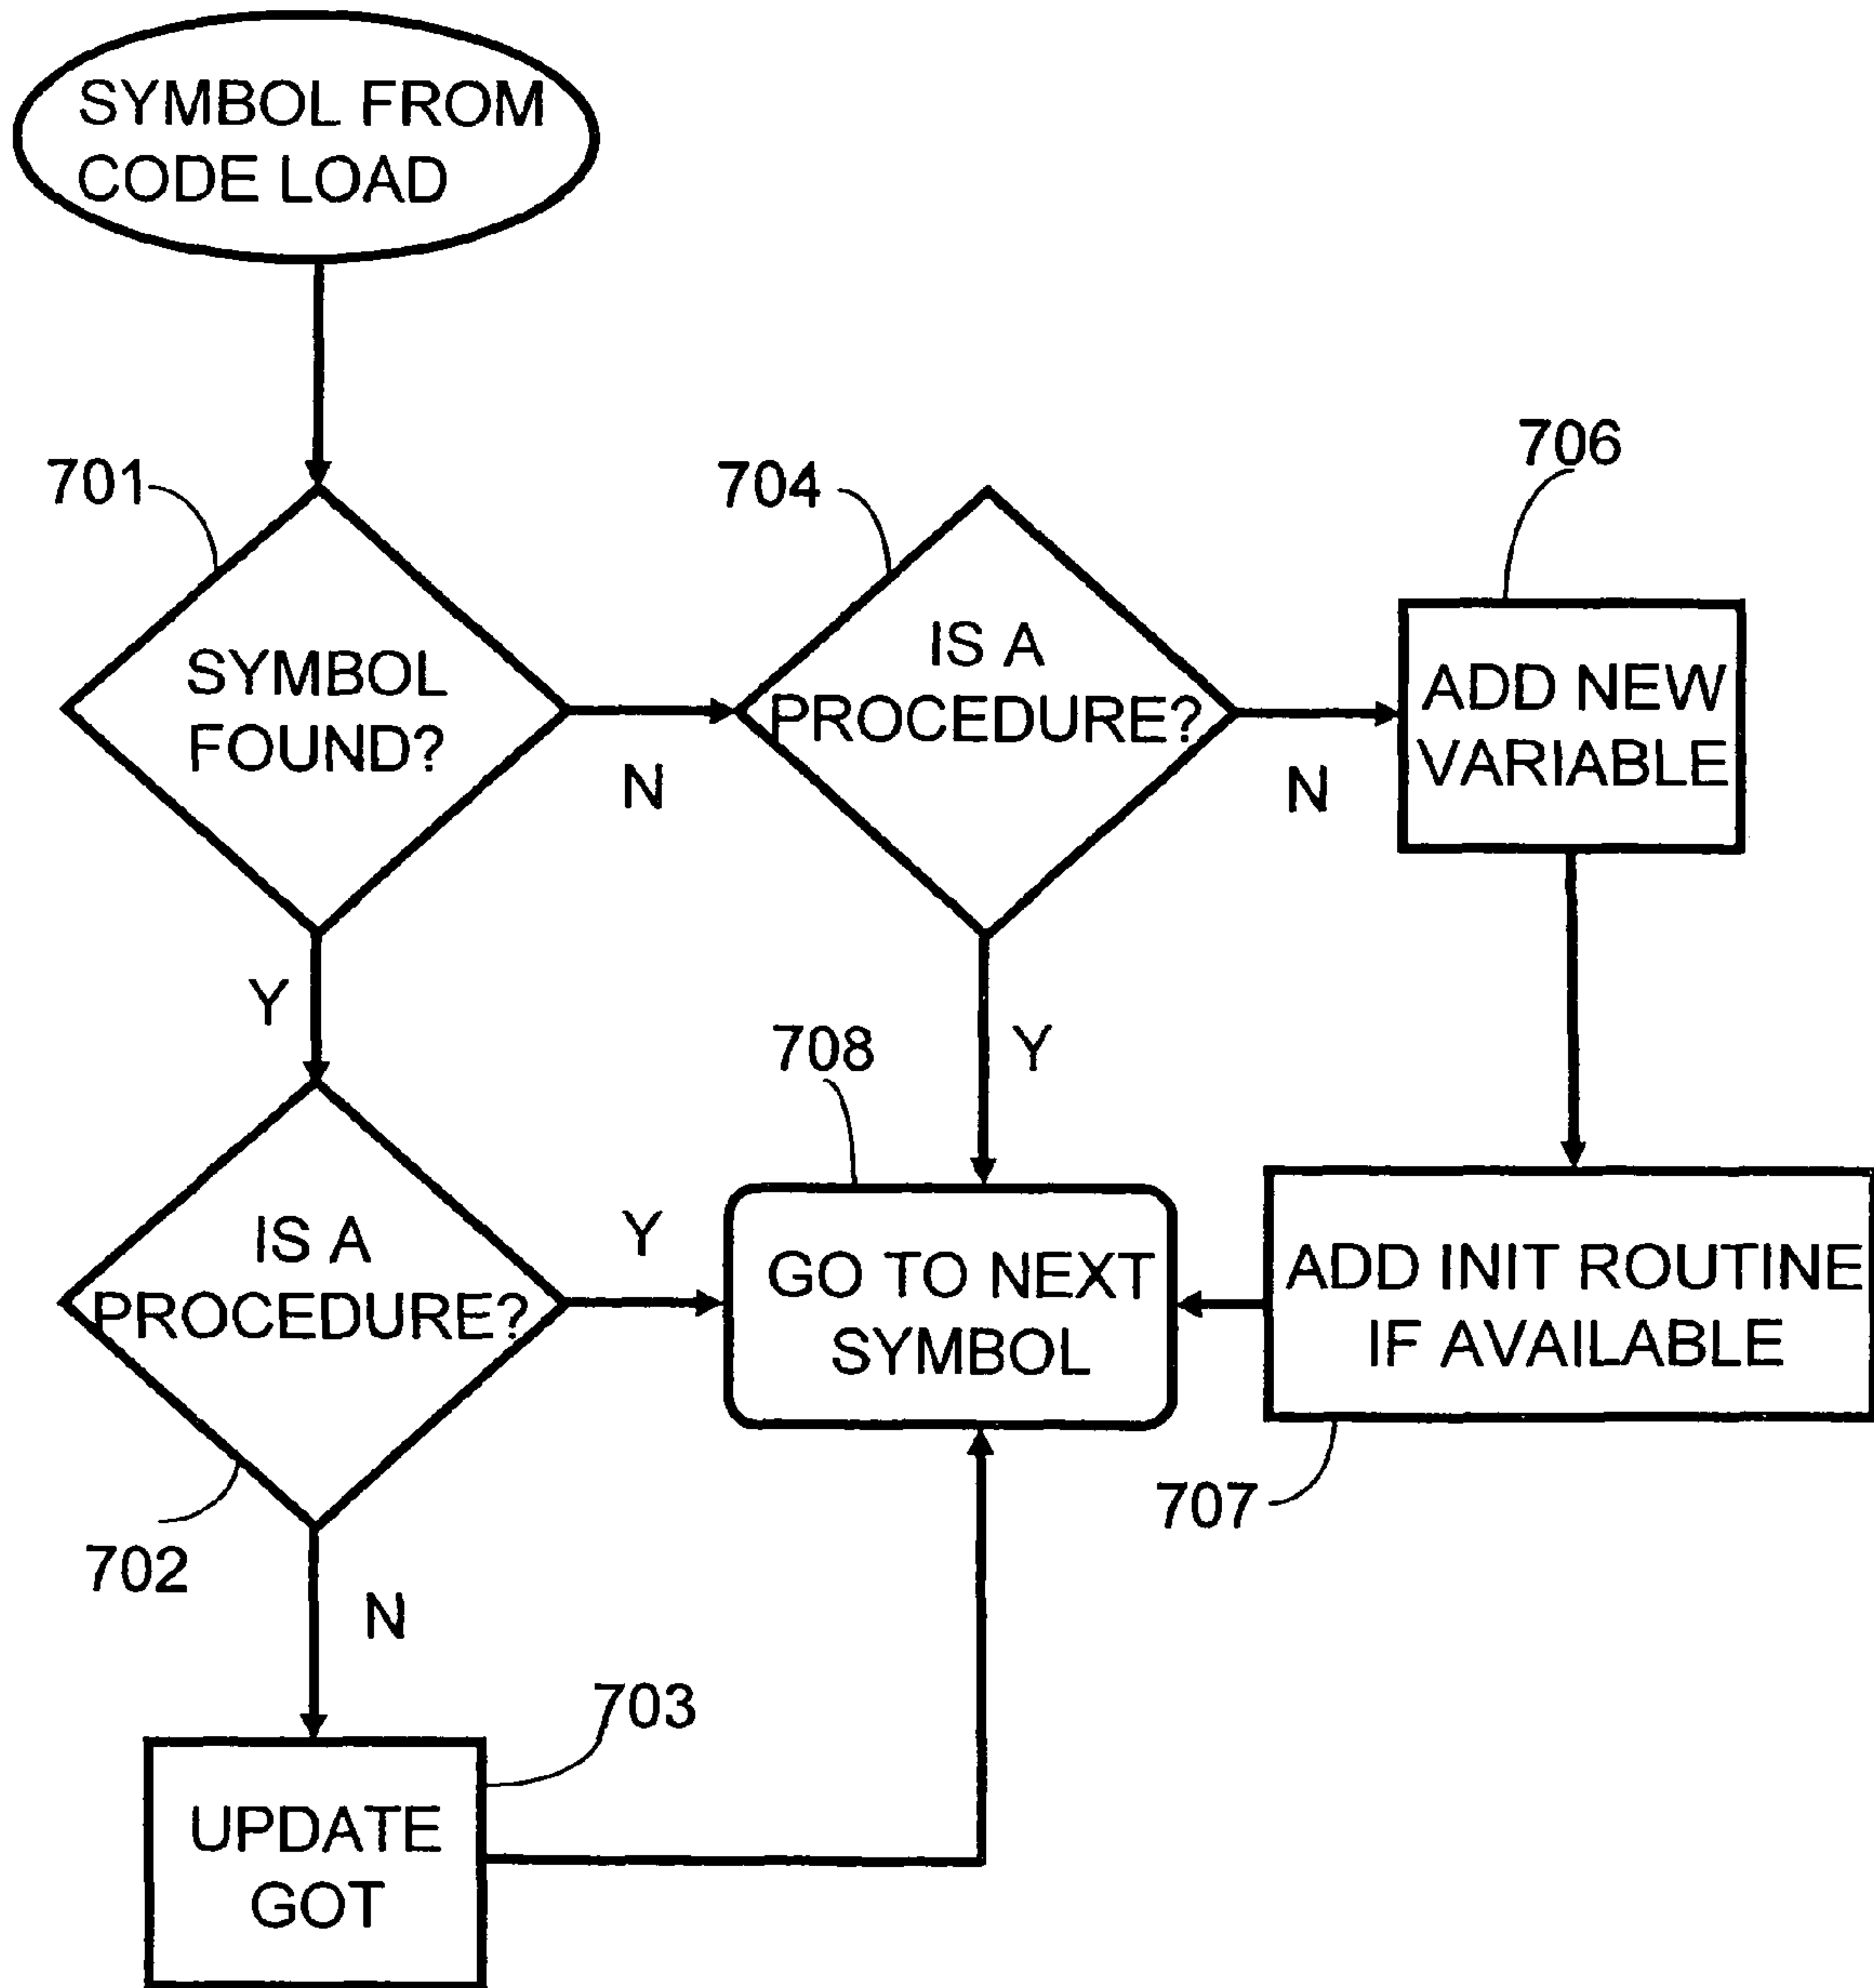 SYMBOL FROM
CODE LOAD
701
SYMBOL
FOUND?
N
Y
704
IS A
PROCEDURE?
N
Y
706
ADD NEW
VARIABLE
702
IS A
PROCEDURE?
Y
N
708
GO TO NEXT
SYMBOL
707
ADD INIT ROUTINE
IF AVAILABLE
703
UPDATE
GOT